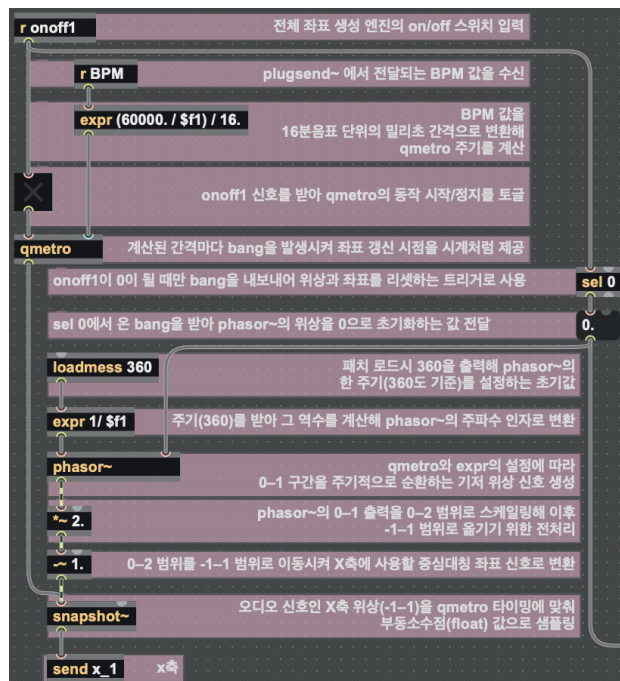 r onoff1
전체 좌표 생성 엔진의 on/off 스위치 입력
r BPM
plugsend~ 에서 전달되는 BPM 값을 수신
expr (60000. / $f1) / 16.
BPM 값을
16분음표 단위의 밀리초 간격으로 변환해
qmetro 주기를 계산
onoff1 신호를 받아 qmetro의 동작 시작/정지를 토글
qmetro
계산된 간격마다 bang을 발생시켜 좌표 갱신 시점을 시계처럼 제공
onoff1이 0이 될 때만 bang을 내보내어 위상과 좌표를 리셋하는 트리거로 사용
sel 0
sel 0에서 온 bang을 받아 phasor~의 위상을 0으로 초기화하는 값 전달
0.
loadmess 360
패치 로드시 360을 출력해 phasor~의
한 주기(360도 기준)를 설정하는 초기값
expr 1/ $f1
주기(360)를 받아 그 역수를 계산해 phasor~의 주파수 인자로 변환
phasor~
qmetro와 expr의 설정에 따라
0–1 구간을 주기적으로 순환하는 기저 위상 신호 생성
*~ 2.
phasor~의 0–1 출력을 0–2 범위로 스케일링해 이후
-1–1 범위로 옮기기 위한 전처리
-~ 1.
0–2 범위를 -1–1 범위로 이동시켜 X축에 사용할 중심대칭 좌표 신호로 변환
snapshot~
오디오 신호인 X축 위상(-1–1)을 qmetro 타이밍에 맞춰
부동소수점(float) 값으로 샘플링
send x_1
x축